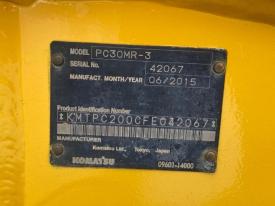 MODEL PC30MR-3
SERIAL NO. 42067
MANUFACT. MONTH/YEAR 06/2015
Product Identification Number
*KMTPC200CFE042067*
MANUFACTURER
Komatsu Ltd., Tokyo, Japan
KOMATSU 09601-14000